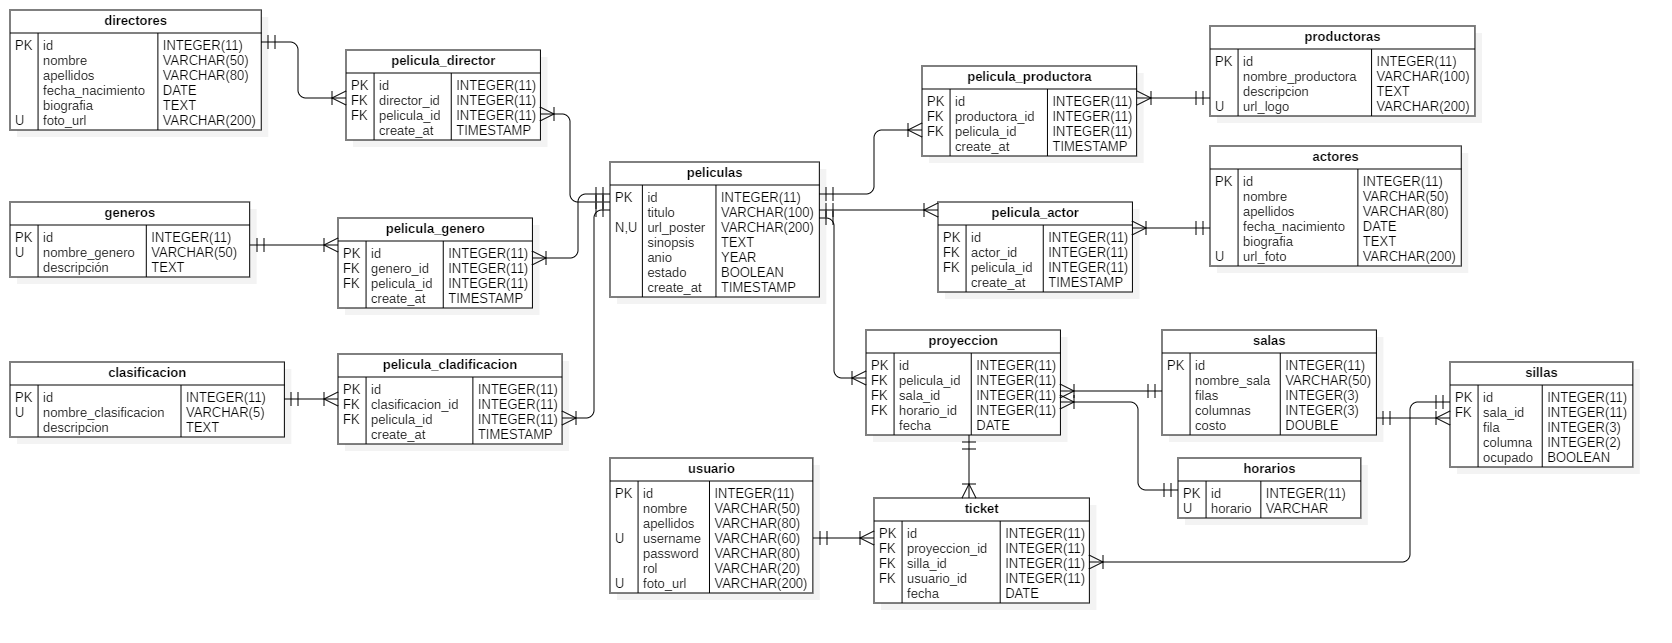 directores
PK id INTEGER(11)
nombre VARCHAR(50)
apellidos VARCHAR(80)
fecha_nacimiento DATE
biografia TEXT
U foto_url VARCHAR(200)
pelicula_director
PK id INTEGER(11)
FK director_id INTEGER(11)
FK pelicula_id INTEGER(11)
create_at TIMESTAMP
generos
PK id INTEGER(11)
U nombre_genero VARCHAR(50)
descripción TEXT
pelicula_genero
PK id INTEGER(11)
FK genero_id INTEGER(11)
FK pelicula_id INTEGER(11)
create_at TIMESTAMP
clasificacion
PK id INTEGER(11)
U nombre_clasificacion VARCHAR(5)
descripcion TEXT
pelicula_cladificacion
PK id INTEGER(11)
FK clasificacion_id INTEGER(11)
FK pelicula_id INTEGER(11)
create_at TIMESTAMP
peliculas
PK id INTEGER(11)
titulo VARCHAR(100)
N,U url_poster VARCHAR(200)
sinopsis TEXT
anio YEAR
estado BOOLEAN
create_at TIMESTAMP
pelicula_productora
PK id INTEGER(11)
FK productora_id INTEGER(11)
FK pelicula_id INTEGER(11)
create_at TIMESTAMP
productoras
PK id INTEGER(11)
nombre_productora VARCHAR(100)
descripcion TEXT
U url_logo VARCHAR(200)
pelicula_actor
PK id INTEGER(11)
FK actor_id INTEGER(11)
FK pelicula_id INTEGER(11)
create_at TIMESTAMP
actores
PK id INTEGER(11)
nombre VARCHAR(50)
apellidos VARCHAR(80)
fecha_nacimiento DATE
biografia TEXT
U url_foto VARCHAR(200)
proyeccion
PK id INTEGER(11)
FK pelicula_id INTEGER(11)
FK sala_id INTEGER(11)
FK horario_id INTEGER(11)
fecha DATE
salas
PK id INTEGER(11)
nombre_sala VARCHAR(50)
filas INTEGER(3)
columnas INTEGER(3)
costo DOUBLE
sillas
PK id INTEGER(11)
FK sala_id INTEGER(11)
fila INTEGER(3)
columna INTEGER(2)
ocupado BOOLEAN
horarios
PK id INTEGER(11)
U horario VARCHAR
usuario
PK id INTEGER(11)
nombre VARCHAR(50)
apellidos VARCHAR(80)
U username VARCHAR(60)
password VARCHAR(80)
rol VARCHAR(20)
U foto_url VARCHAR(200)
ticket
PK id INTEGER(11)
FK proyeccion_id INTEGER(11)
FK silla_id INTEGER(11)
FK usuario_id INTEGER(11)
fecha DATE